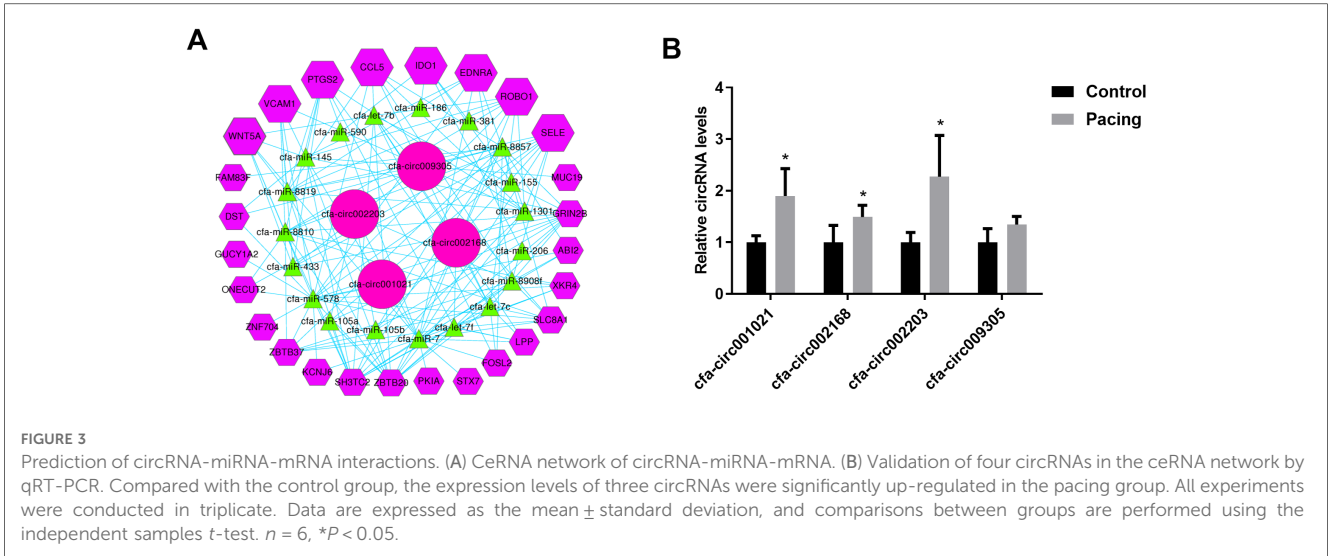 A
CCL5
IDO1
PTGS2
EDNRA
VCAM1
ROBO1
WNT5A
SELE
cfa-let-7b
cfa-miR-186
cfa-miR-590
cfa-miR-381
cfa-miR-145
cfa-miR-8857
cfa-circ009305
FAM83F
MUC19
cfa-miR-8819
cfa-miR-155
DST
cfa-circ002203
cfa-miR-1301
GRIN2B
cfa-miR-8810
cfa-circ002168
GUCY1A2
cfa-miR-206
ABI2
cfa-miR-433
cfa-circ001021
cfa-miR-8908f
ONECUT2
XKR4
cfa-miR-578
cfa-let-7c
ZNF704
cfa-miR-105a
cfa-miR-105b
cfa-miR-7
cfa-let-7f
SLC8A1
ZBTB37
LPP
KCNJ6
FOSL2
SH3TC2
ZBTB20
PKIA
STX7
B
Relative circRNA levels
4
3
2
1
0
*
*
*
Control
Pacing
cfa-circ001021
cfa-circ002168
cfa-circ002203
cfa-circ009305
FIGURE 3
Prediction of circRNA-miRNA-mRNA interactions. (A) CeRNA network of circRNA-miRNA-mRNA. (B) Validation of four circRNAs in the ceRNA network by
qRT-PCR. Compared with the control group, the expression levels of three circRNAs were significantly up-regulated in the pacing group. All experiments
were conducted in triplicate. Data are expressed as the mean ± standard deviation, and comparisons between groups are performed using the
independent samples t-test. n = 6, *P < 0.05.